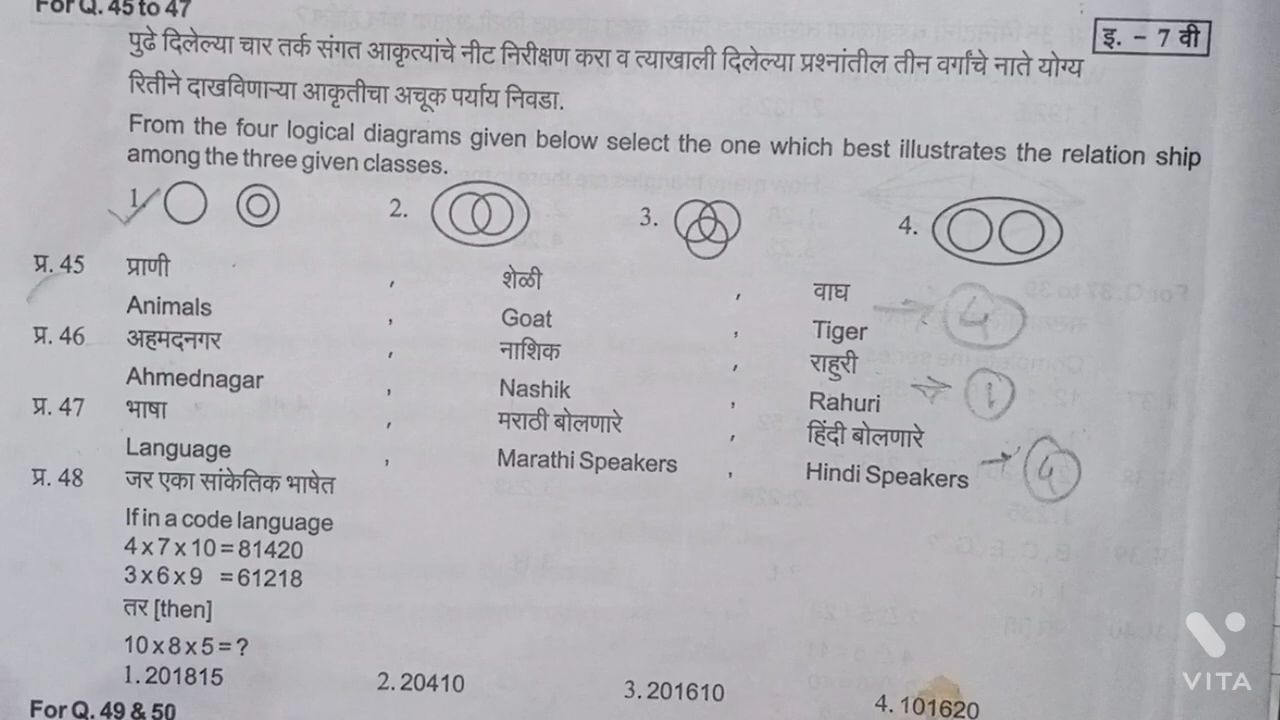 For Q. 45 to 47
इ. - 7 वी
पुढे दिलेल्या चार तर्क संगत आकृत्यांचे नीट निरीक्षण करा व त्याखाली दिलेल्या प्रश्नांतील तीन वर्गांचे नाते योग्य
रितीने दाखविणाऱ्या आकृतीचा अचूक पर्याय निवडा.
From the four logical diagrams given below select the one which best illustrates the relation ship
among the three given classes.
1. 2. 3. 4.
प्र. 45 प्राणी , शेळी , वाघ
Animals , Goat , Tiger → 4
प्र. 46 अहमदनगर , नाशिक , राहुरी
Ahmednagar , Nashik , Rahuri → 1
प्र. 47 भाषा , मराठी बोलणारे , हिंदी बोलणारे
Language , Marathi Speakers , Hindi Speakers → 4
प्र. 48 जर एका सांकेतिक भाषेत
If in a code language
4 x 7 x 10 = 81420
3 x 6 x 9 = 61218
तर [then]
10 x 8 x 5 = ?
1. 201815 2. 20410 3. 201610 4. 101620
For Q. 49 & 50
VITA